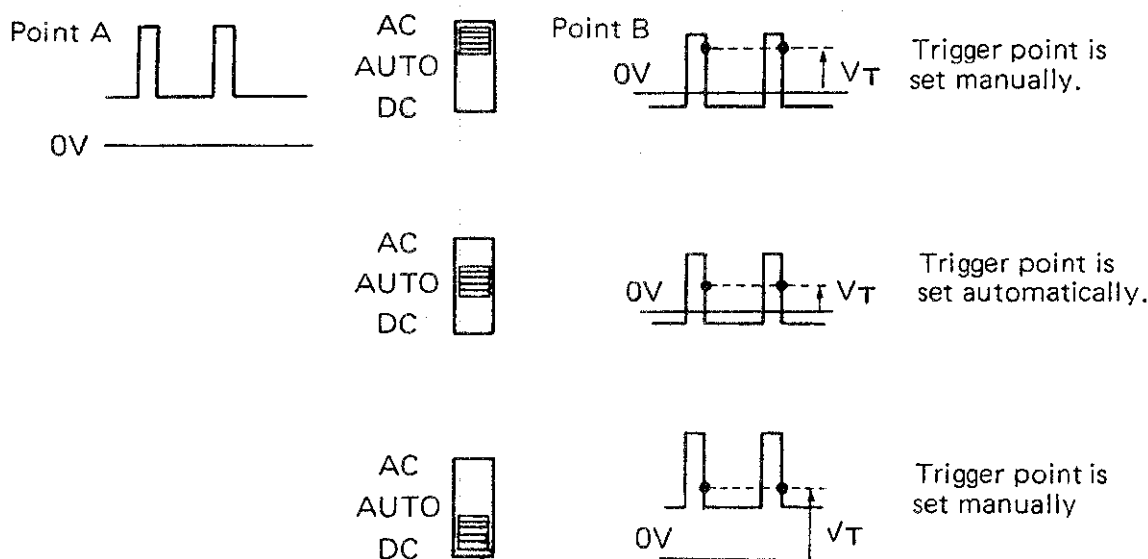 Point A
0V
AC
AUTO
DC
Point B
0V
VT
Trigger point is
set manually.
AC
AUTO
DC
0V
VT
Trigger point is
set automatically.
AC
AUTO
DC
0V
VT
Trigger point is
set manually